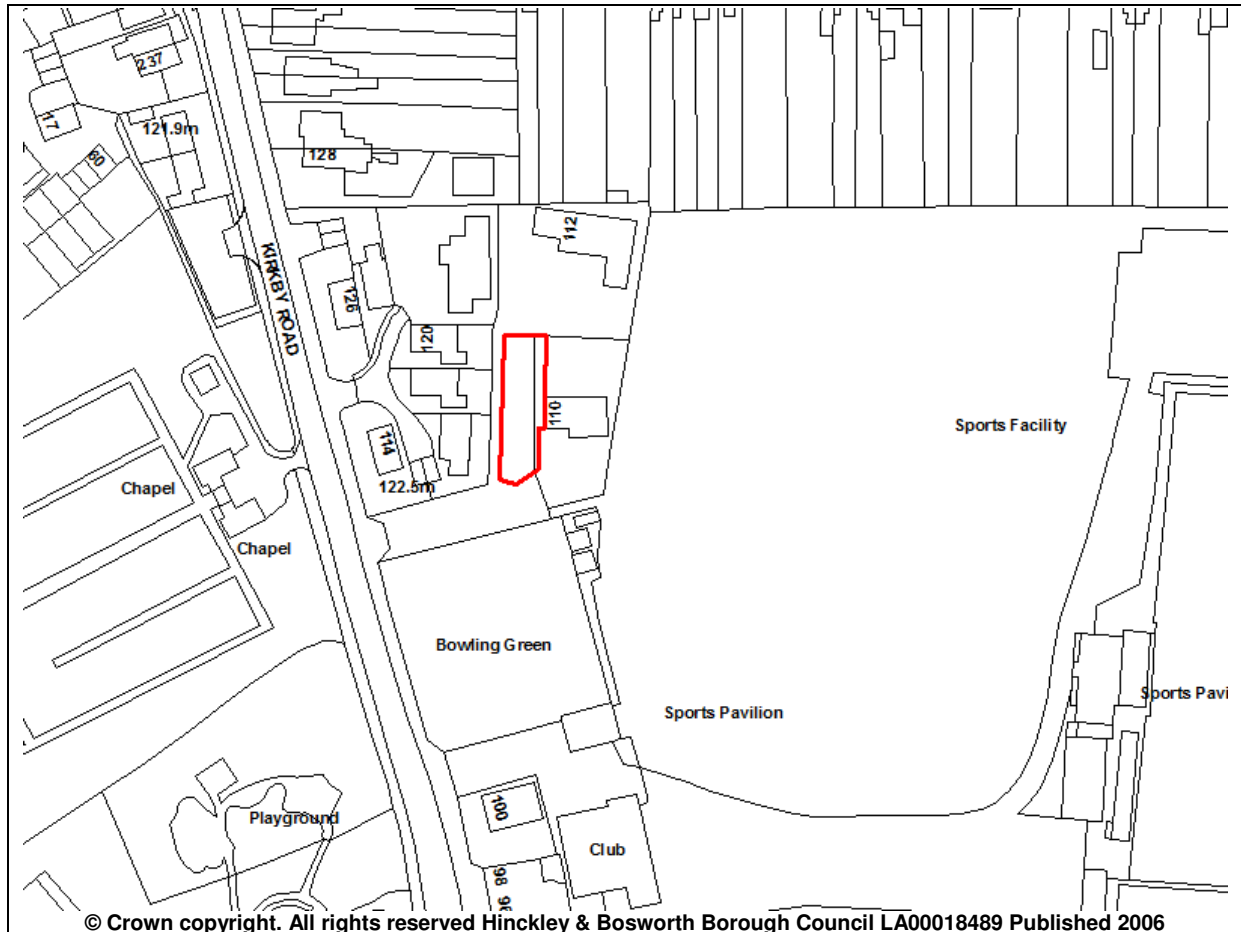 237
17
121.9m
60
128
112
KIRKBY ROAD
126
120
110
114
122.5m
Sports Facility
Chapel
Chapel
Bowling Green
Sports Pavilion
Sports Pavi
100
Playground
Club
98
© Crown copyright. All rights reserved Hinckley & Bosworth Borough Council LA00018489 Published 2006